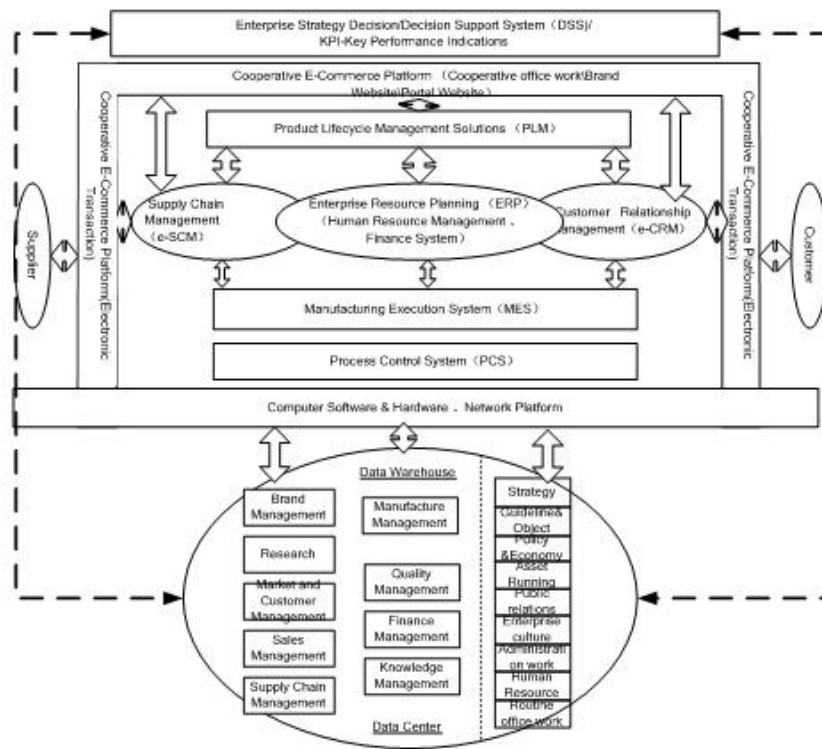 Enterprise Strategy Decision/Decision Support System（DSS)/
KPI-Key Performance Indications
Cooperative E-Commerce Platform （Cooperative office work\Brand
Website\Portal Website）
Product Lifecycle Management Solutions （PLM）
Cooperative E-Commerce Platform(Electronic
Transaction)
Supplier
Supply Chain
Management
（e-SCM）
Enterprise Resource Planning （ERP）
（Human Resource Management 、
Finance System）
Customer Relationship
Management（e-CRM）
Cooperative E-Commerce Platform(Electronic
Transaction)
Customer
Manufacturing Execution System（MES）
Process Control System （PCS）
Computer Software & Hardware 、Network Platform
Data Warehouse
Brand
Management
Research
Market and
Customer
Management
Sales
Management
Supply Chain
Management
Manufacture
Management
Quality
Management
Finance
Management
Knowledge
Management
Data Center
Strategy
Guideline&
Object
Policy
&Economy
Asset
Running
Public
relations
Enterprise
culture
Administrati
on work
Human
Resource
Routine
office work